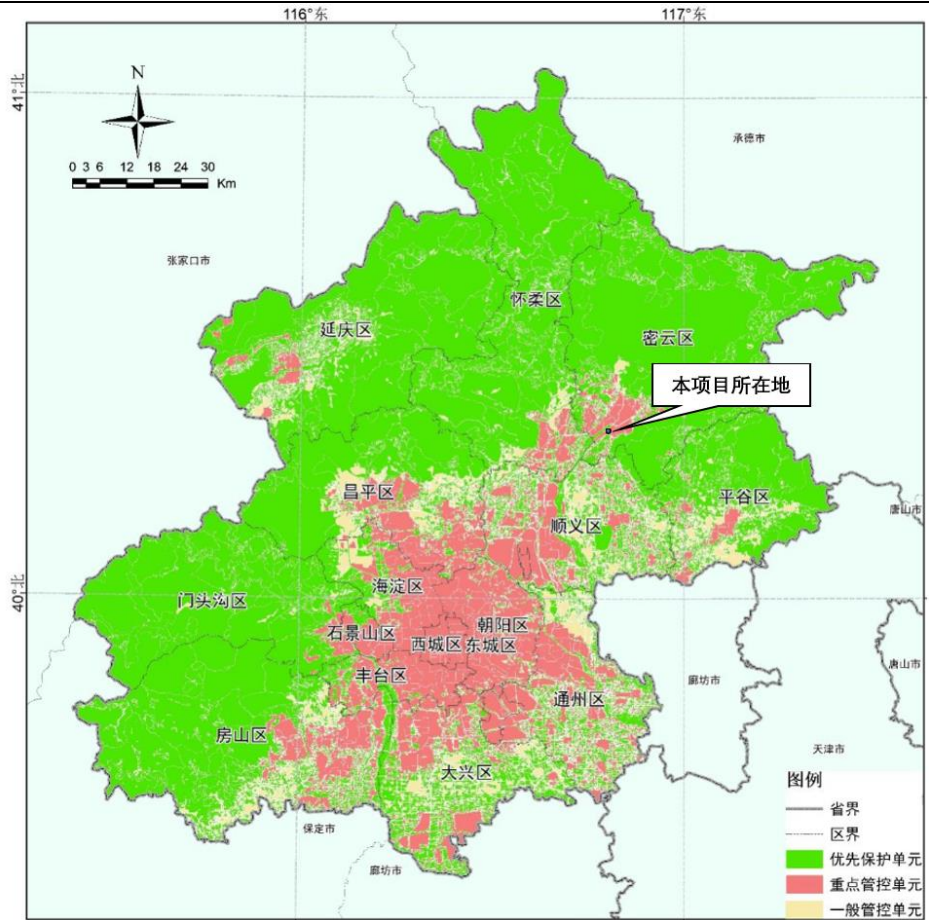 116°东
117°东
41°北
N
0 3 6 12 18 24 30
Km
承德市
张家口市
怀柔区
延庆区
密云区
本项目所在地
昌平区
平谷区
顺义区
唐山市
40°北
海淀区
门头沟区
朝阳区
石景山区
西城区
东城区
唐山市
丰台区
廊坊市
通州区
房山区
天津市
大兴区
图例
省界
保定市
区界
优先保护单元
廊坊市
重点管控单元
一般管控单元